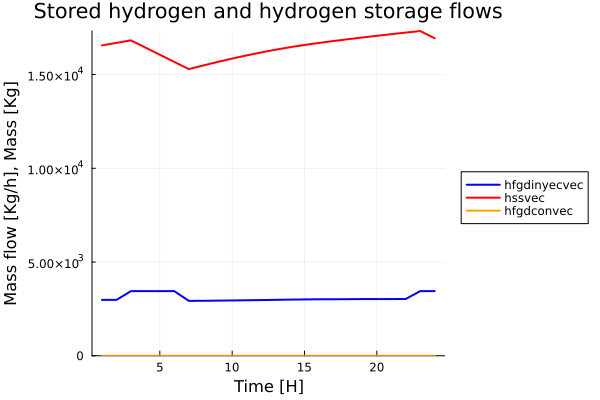 Stored hydrogen and hydrogen storage flows
Mass flow [Kg/h], Mass [Kg]
1.50×10⁴
1.00×10⁴
5.00×10³
0
5 10 15 20
Time [H]
hfgdinyecvec
hssvec
hfgdconvec